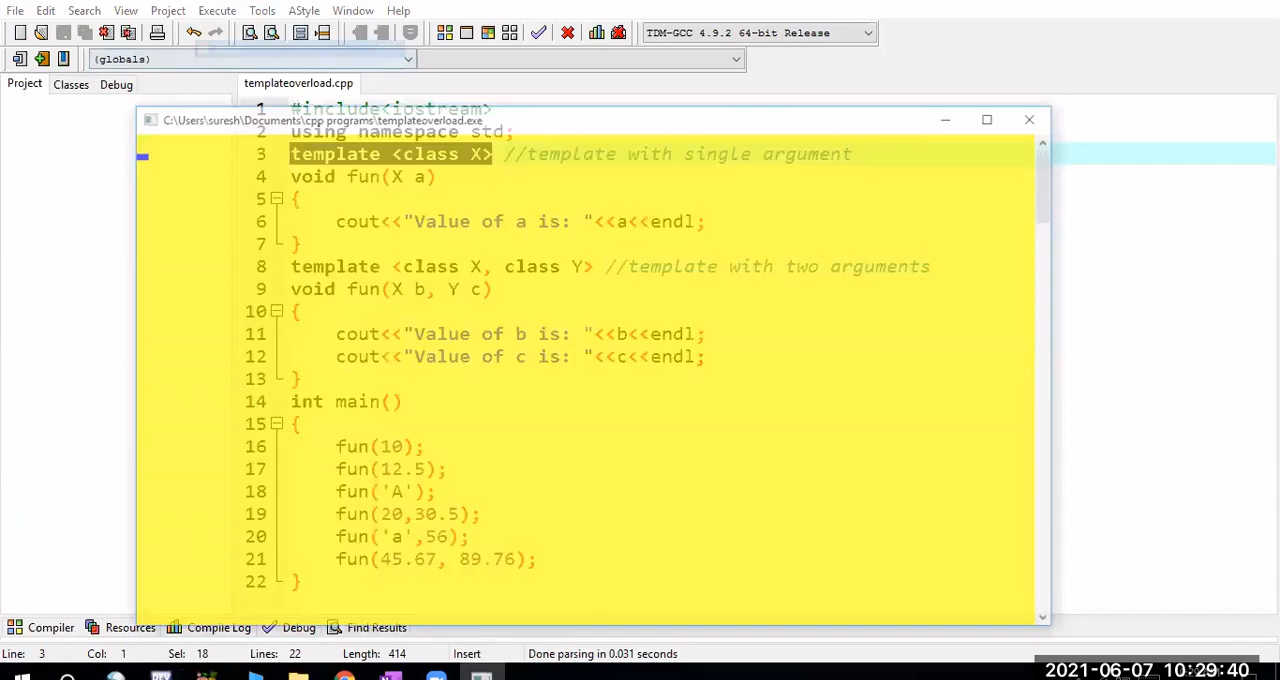 File Edit Search View Project Execute Tools AStyle Window Help
TDM-GCC 4.9.2 64-bit Release
(globals)
Project Classes Debug templateoverload.cpp
1 #include<iostream>
C:\Users\suresh\Documents\cpp programs\templateoverload.exe
2 using namespace std;
3 template <class X> //template with single argument
4 void fun(X a)
5 {
6 cout<<"Value of a is: "<<a<<endl;
7 }
8 template <class X, class Y> //template with two arguments
9 void fun(X b, Y c)
10 {
11 cout<<"Value of b is: "<<b<<endl;
12 cout<<"Value of c is: "<<c<<endl;
13 }
14 int main()
15 {
16 fun(10);
17 fun(12.5);
18 fun('A');
19 fun(20,30.5);
20 fun('a',56);
21 fun(45.67, 89.76);
22 }
Compiler Resources Compile Log Debug Find Results
Line: 3 Col: 1 Sel: 18 Lines: 22 Length: 414 Insert Done parsing in 0.031 seconds
2021-06-07 10:29:40